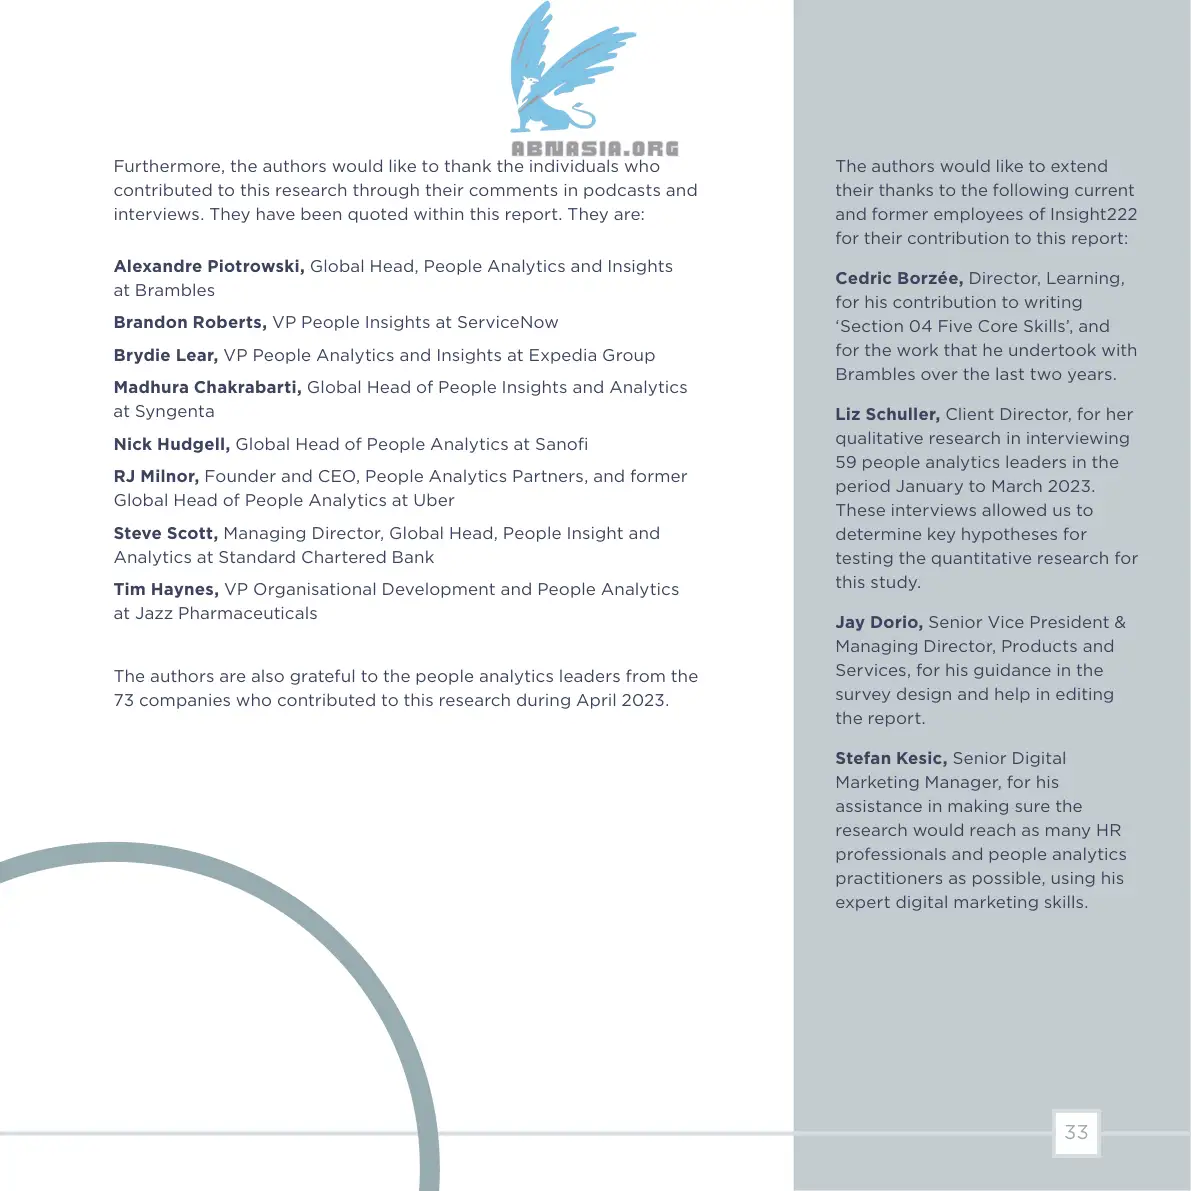 ABNASIA.ORG
Furthermore, the authors would like to thank the individuals who
contributed to this research through their comments in podcasts and
interviews. They have been quoted within this report. They are:
Alexandre Piotrowski, Global Head, People Analytics and Insights
at Brambles
Brandon Roberts, VP People Insights at ServiceNow
Brydie Lear, VP People Analytics and Insights at Expedia Group
Madhura Chakrabarti, Global Head of People Insights and Analytics
at Syngenta
Nick Hudgell, Global Head of People Analytics at Sanofi
RJ Milnor, Founder and CEO, People Analytics Partners, and former
Global Head of People Analytics at Uber
Steve Scott, Managing Director, Global Head, People Insight and
Analytics at Standard Chartered Bank
Tim Haynes, VP Organisational Development and People Analytics
at Jazz Pharmaceuticals
The authors are also grateful to the people analytics leaders from the
73 companies who contributed to this research during April 2023.
The authors would like to extend
their thanks to the following current
and former employees of Insight222
for their contribution to this report:
Cedric Borzée, Director, Learning,
for his contribution to writing
‘Section 04 Five Core Skills’, and
for the work that he undertook with
Brambles over the last two years.
Liz Schuller, Client Director, for her
qualitative research in interviewing
59 people analytics leaders in the
period January to March 2023.
These interviews allowed us to
determine key hypotheses for
testing the quantitative research for
this study.
Jay Dorio, Senior Vice President &
Managing Director, Products and
Services, for his guidance in the
survey design and help in editing
the report.
Stefan Kesic, Senior Digital
Marketing Manager, for his
assistance in making sure the
research would reach as many HR
professionals and people analytics
practitioners as possible, using his
expert digital marketing skills.
33